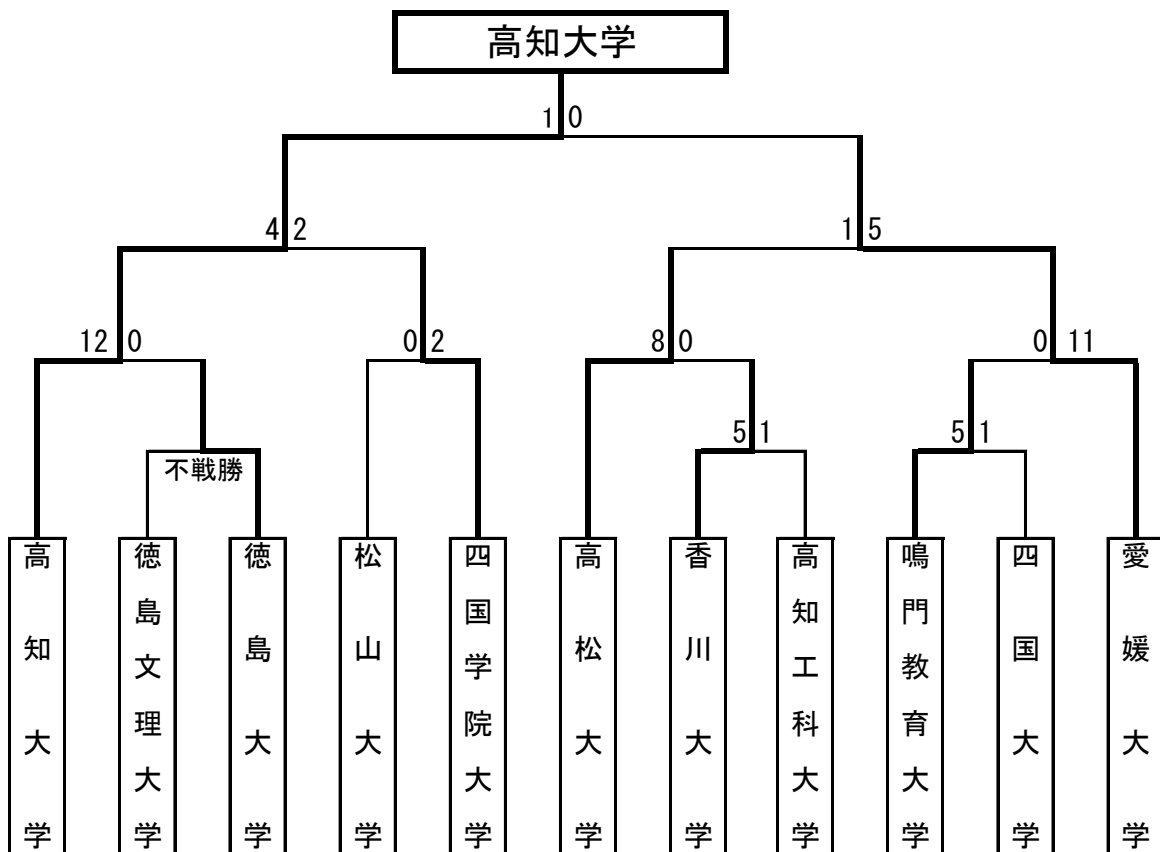 高知大学
1 0
4 2
1 5
12 0
0 2
8 0
0 11
5 1
5 1
不戦勝
高知大学
徳島文理大学
徳島大学
松山大学
四国学院大学
高松大学
香川大学
高知工科大学
鳴門教育大学
四国大学
愛媛大学